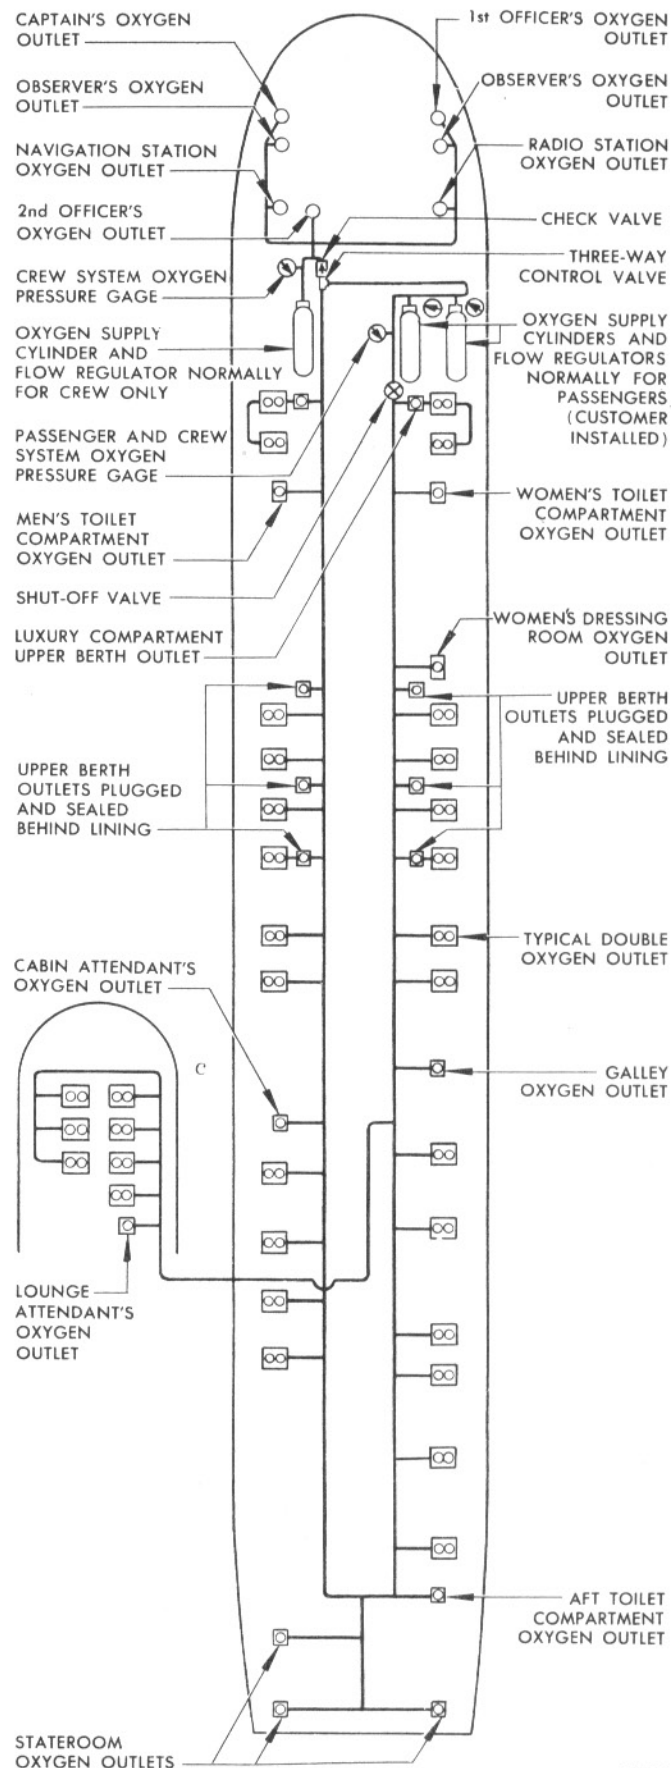 CAPTAIN'S OXYGEN
OUTLET
OBSERVER'S OXYGEN
OUTLET
NAVIGATION STATION
OXYGEN OUTLET
2nd OFFICER'S
OXYGEN OUTLET
CREW SYSTEM OXYGEN
PRESSURE GAGE
OXYGEN SUPPLY
CYLINDER AND
FLOW REGULATOR NORMALLY
FOR CREW ONLY
PASSENGER AND CREW
SYSTEM OXYGEN
PRESSURE GAGE
MEN'S TOILET
COMPARTMENT
OXYGEN OUTLET
SHUT-OFF VALVE
LUXURY COMPARTMENT
UPPER BERTH OUTLET
UPPER BERTH
OUTLETS PLUGGED
AND SEALED
BEHIND LINING
CABIN ATTENDANT'S
OXYGEN OUTLET
c
LOUNGE
ATTENDANT'S
OXYGEN
OUTLET
STATEROOM
OXYGEN OUTLETS
1st OFFICER'S OXYGEN
OUTLET
OBSERVER'S OXYGEN
OUTLET
RADIO STATION
OXYGEN OUTLET
CHECK VALVE
THREE-WAY
CONTROL VALVE
OXYGEN SUPPLY
CYLINDERS AND
FLOW REGULATORS
NORMALLY FOR
PASSENGERS
(CUSTOMER
INSTALLED)
WOMEN'S TOILET
COMPARTMENT
OXYGEN OUTLET
WOMEN'S DRESSING
ROOM OXYGEN
OUTLET
UPPER BERTH
OUTLETS PLUGGED
AND SEALED
BEHIND LINING
TYPICAL DOUBLE
OXYGEN OUTLET
GALLEY
OXYGEN OUTLET
AFT TOILET
COMPARTMENT
OXYGEN OUTLET